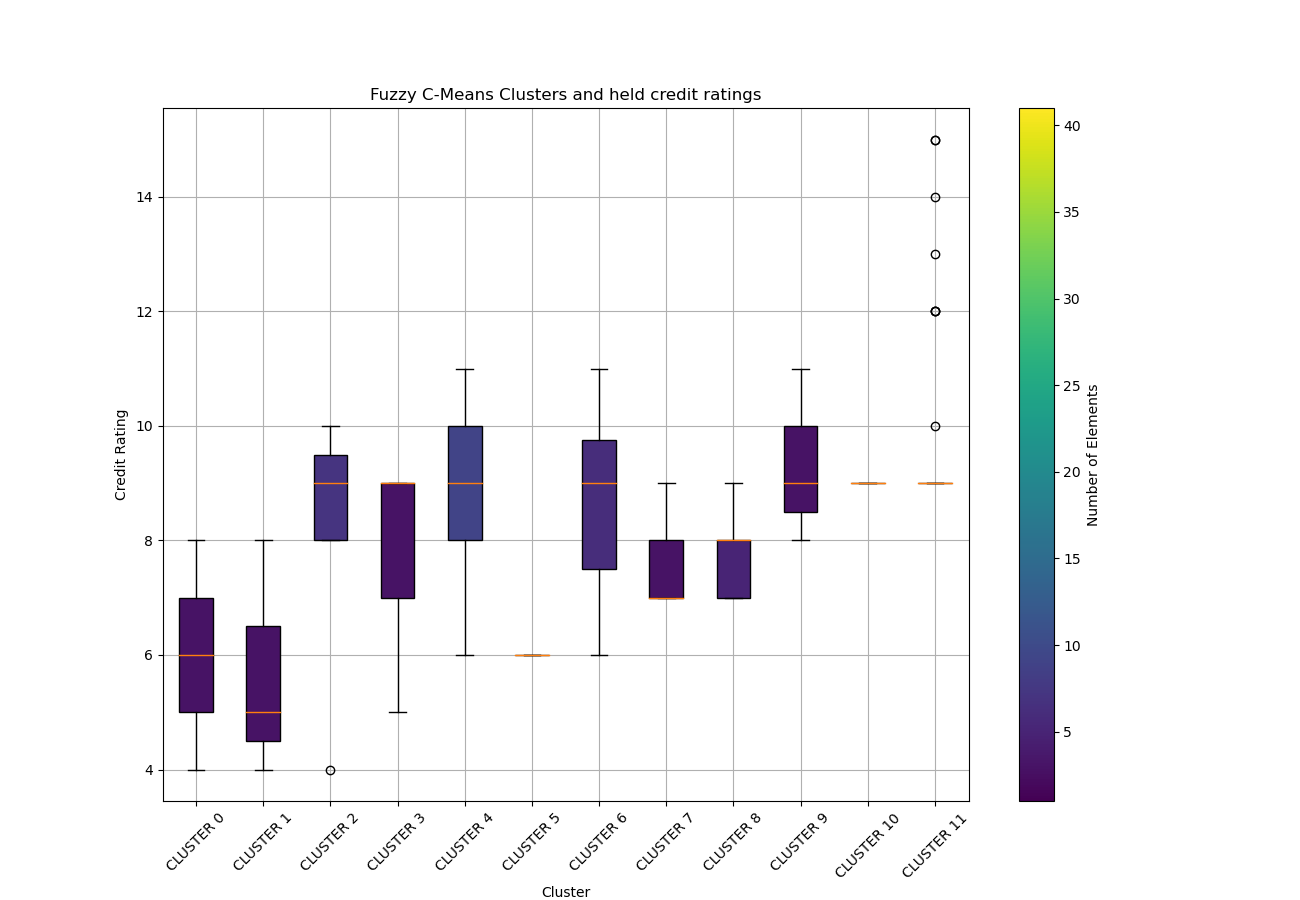 Fuzzy C-Means Clusters and held credit ratings
14
12
10
8
6
4
Credit Rating
CLUSTER 0
CLUSTER 1
CLUSTER 2
CLUSTER 3
CLUSTER 4
CLUSTER 5
CLUSTER 6
CLUSTER 7
CLUSTER 8
CLUSTER 9
CLUSTER 10
CLUSTER 11
Cluster
40
35
30
25
20
15
10
5
Number of Elements